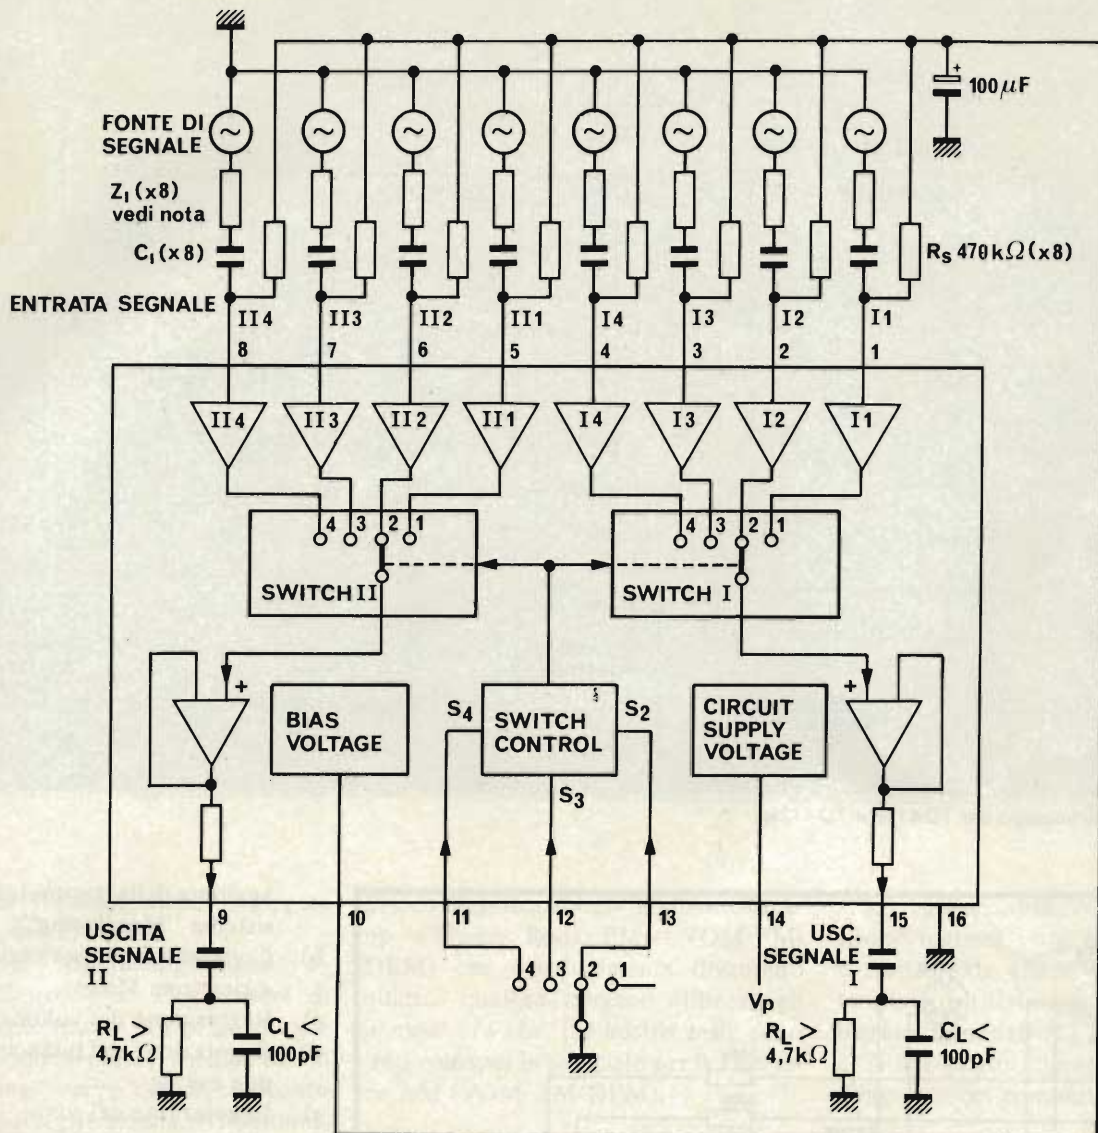 100µF
+
FONTE DI
SEGNALE
Z₁ (x8)
vedi nota
C₁ (x8)
R_S 470kΩ(x8)
ENTRATA SEGNALE
II4 II3 II2 II1 I4 I3 I2 I1
8 7 6 5 4 3 2 1
II4 II3 II2 II1 I4 I3 I2 I1
4 3 2 1 4 3 2 1
SWITCH II
SWITCH I
+
+
BIAS
VOLTAGE
S₄
SWITCH
CONTROL
S₂
S₃
CIRCUIT
SUPPLY
VOLTAGE
9 10 11 12 13 14 15 16
USCITA
SEGNALE
II
4 3 2 1
Vp
USC.
SEGNALE
I
R_L >
4,7kΩ
C_L <
100pF
R_L >
4,7kΩ
C_L <
100pF